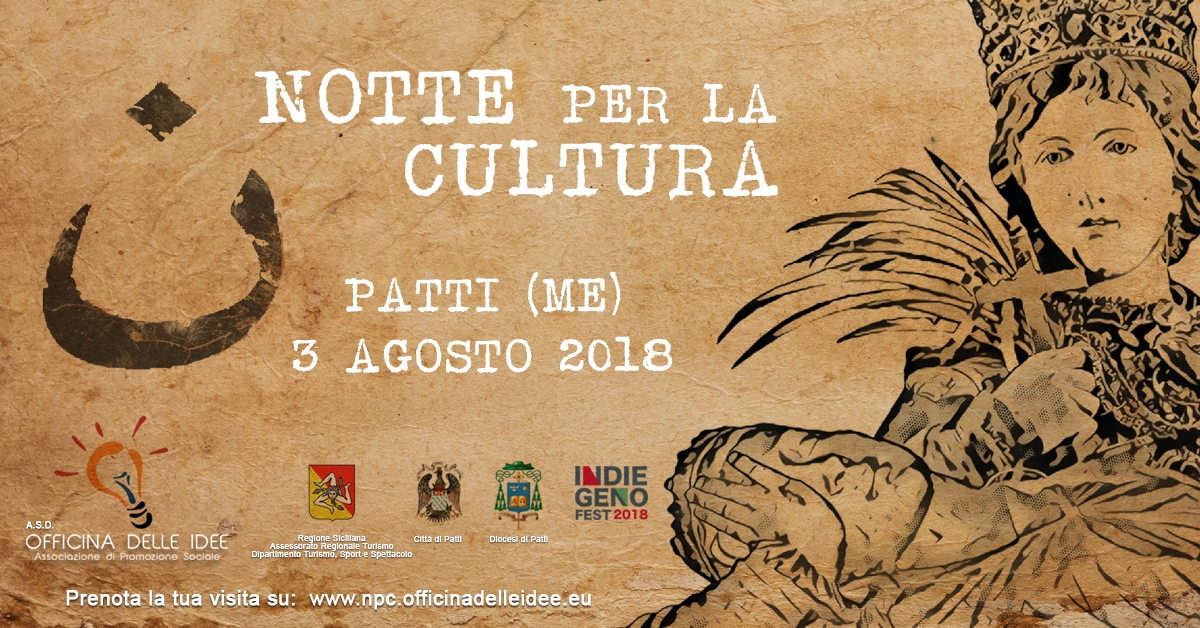 ن
NOTTE PER LA
CULTURA
PATTI (ME)
3 AGOSTO 2018
A.S.D.
OFFICINA DELLE IDEE
Associazione di Promozione Sociale
Regione Siciliana
Assessorato Regionale Turismo
Dipartimento Turismo, Sport e Spettacolo
Città di Patti
Diocesi di Patti
INDIE
GENO
FEST 2018
Prenota la tua visita su: www.npc.officinadelleidee.eu